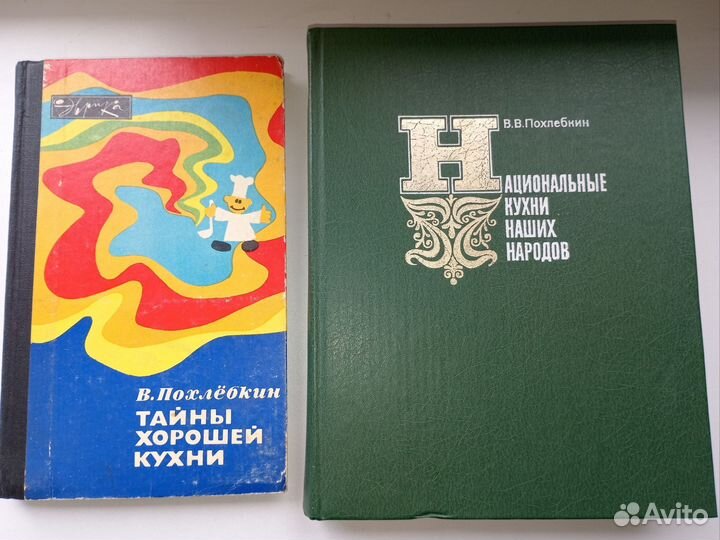 Эврика
В. Похлёбкин
ТАЙНЫ
ХОРОШЕЙ
КУХНИ
В.В.Похлебкин
НАЦИОНАЛЬНЫЕ
КУХНИ
НАШИХ
НАРОДОВ
Avito